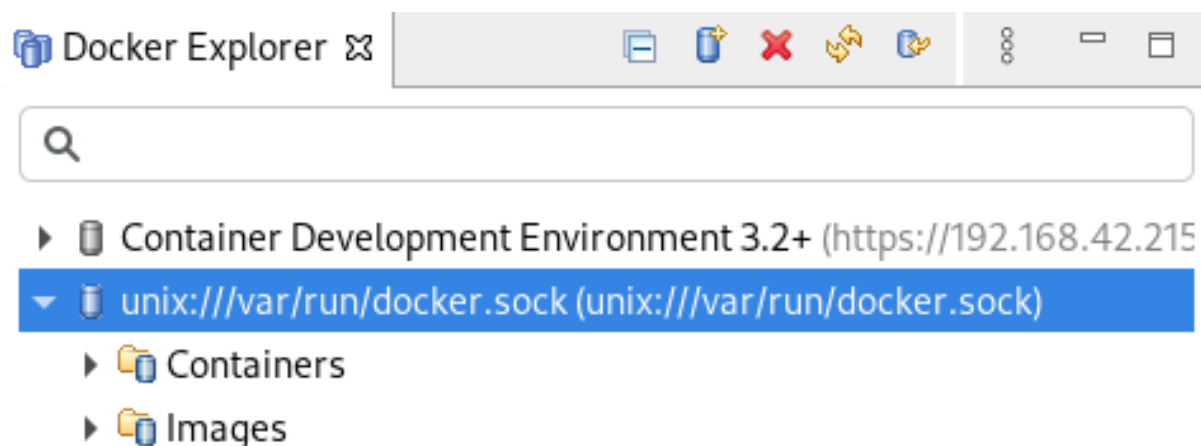 Docker Explorer
Container Development Environment 3.2+ (https://192.168.42.215
unix:///var/run/docker.sock (unix:///var/run/docker.sock)
Containers
Images